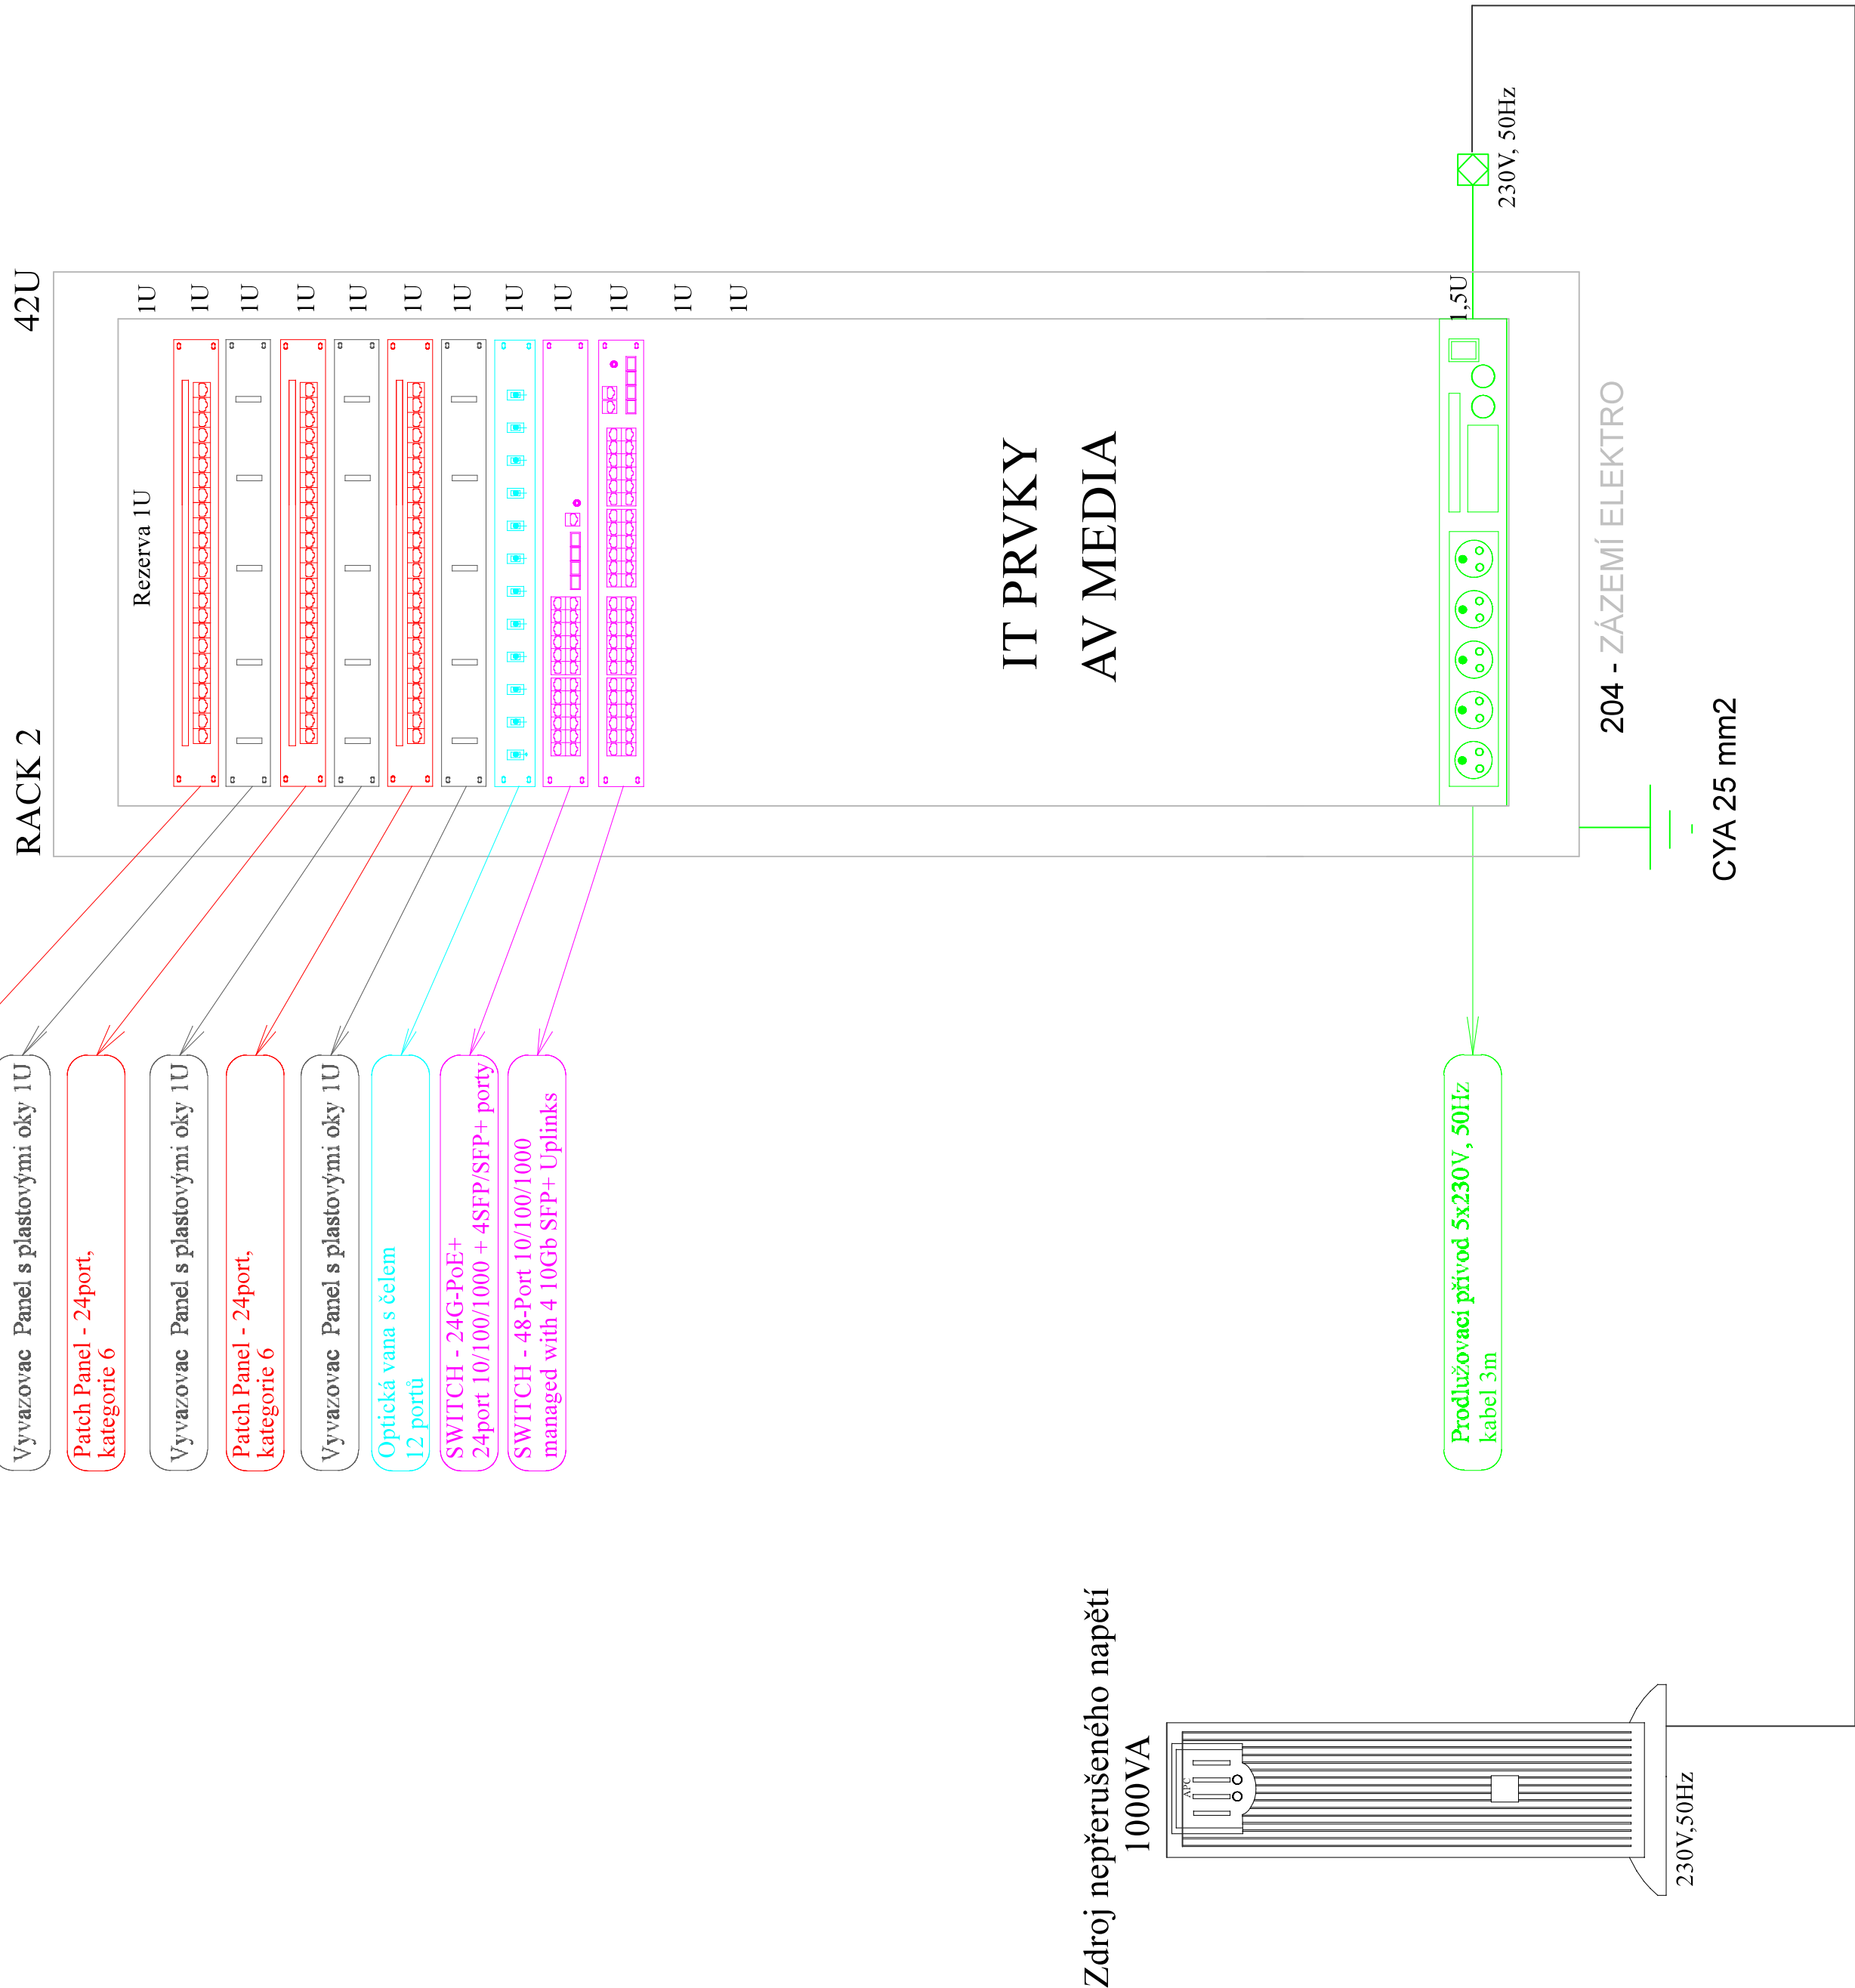 RACK 2
42U
Rezerva 1U
1U
1U
1U
1U
1U
1U
1U
1U
1U
1U
1U
1U
Vyvazovac Panel s plastovými oky 1U
Patch Panel - 24port,
kategorie 6
Vyvazovac Panel s plastovými oky 1U
Patch Panel - 24port,
kategorie 6
Vyvazovac Panel s plastovými oky 1U
Optická vana s čelem
12 portů
SWITCH - 24G-PoE+
24port 10/100/1000 + 4SFP/SFP+ porty
SWITCH - 48-Port 10/100/1000
managed with 4 10Gb SFP+ Uplinks
IT PRVKY
AV MEDIA
1,5U
230V, 50Hz
Prodlužovací přívod 5x230V, 50Hz
kabel 3m
204 - ZÁZEMÍ ELEKTRO
CYA 25 mm2
Zdroj nepřerušeného napětí
1000VA
APC
230V,50Hz